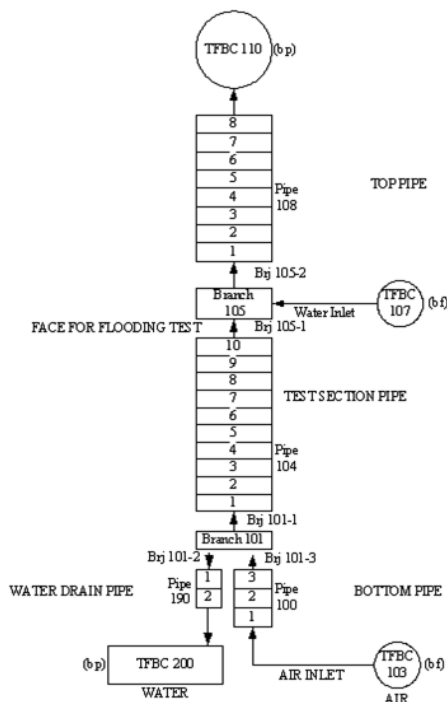 TFBC 110 (bp)
8
7
6
5
4
3
2
1
Pipe
108
TOP PIPE
Brj 105-2
Branch
105
Water Inlet
TFBC
107
(bf)
FACE FOR FLOODING TEST
Brj 105-1
10
9
8
7
6
5
4
3
2
1
TEST SECTION PIPE
Pipe
104
Brj 101-1
Branch 101
Brj 101-2
Brj 101-3
WATER DRAIN PIPE
Pipe
190
1
2
3
2
1
Pipe
100
BOTTOM PIPE
(bp)
TFBC 200
WATER
AIR INLET
TFBC
103
(bf)
AIR